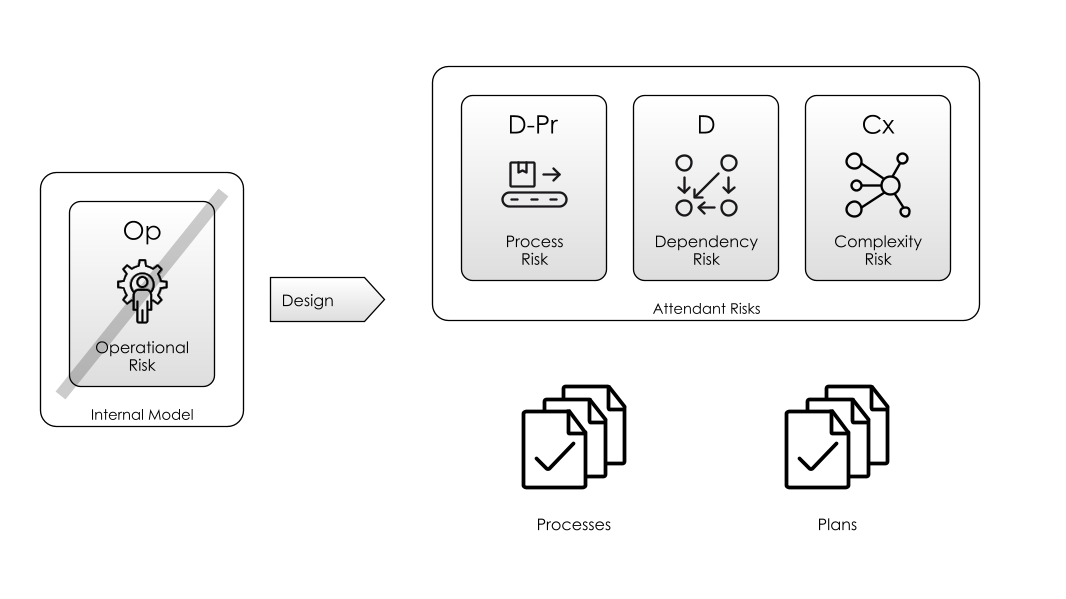 Op
Operational
Risk
Internal Model
Design
D-Pr
Process
Risk
D
Dependency
Risk
Cx
Complexity
Risk
Attendant Risks
Processes
Plans